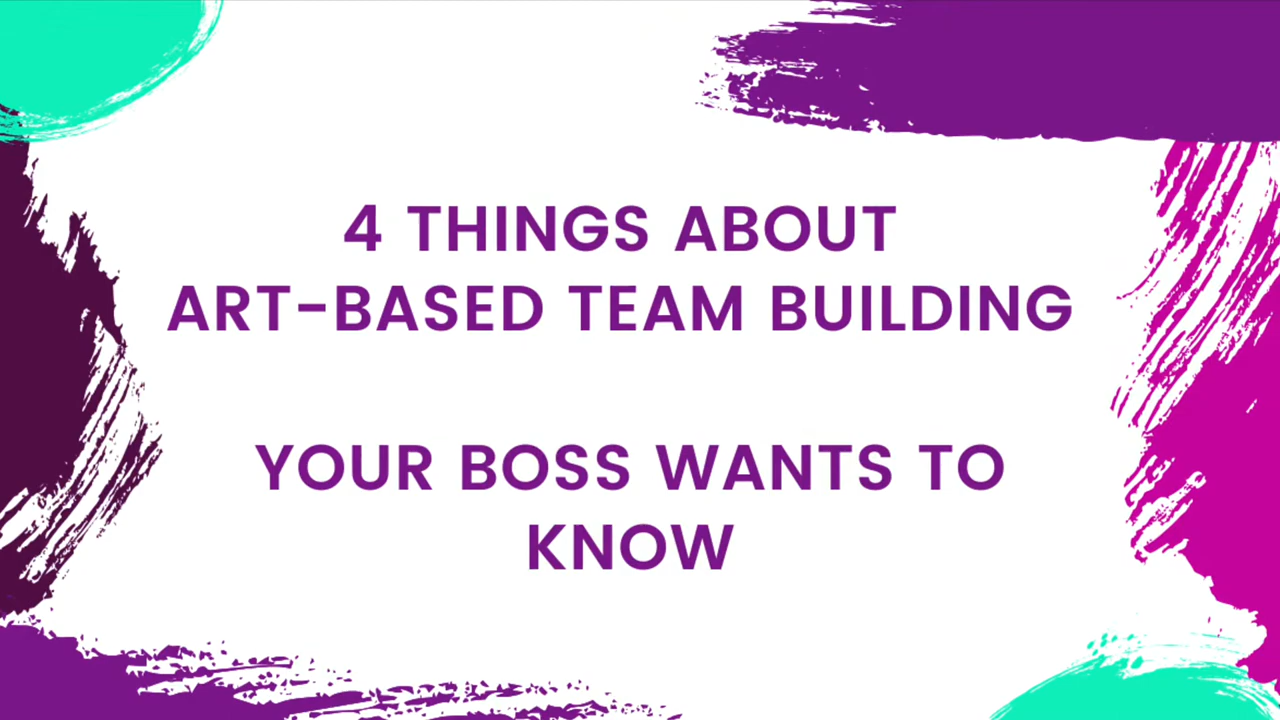 4 THINGS ABOUT
ART-BASED TEAM BUILDING
YOUR BOSS WANTS TO
KNOW